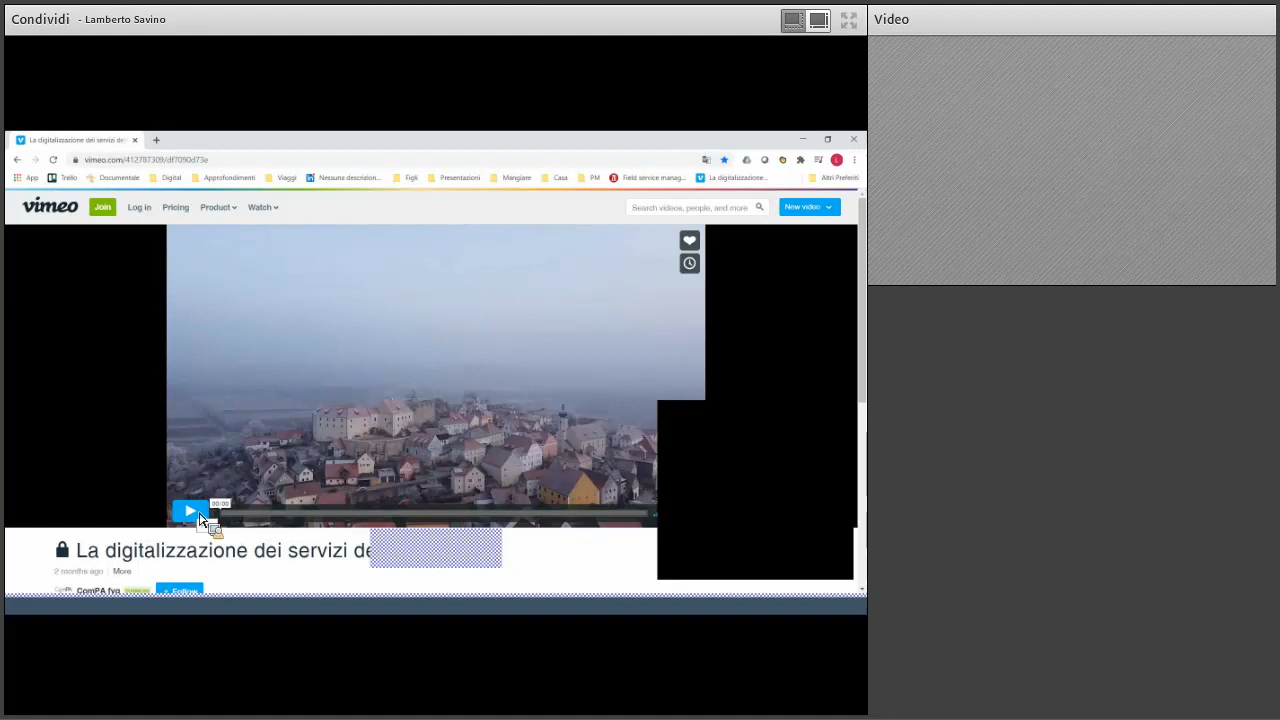 Condividi - Lamberto Savino
Video
La digitalizzazione dei servizi de
vimeo.com/412787309/df7090d73e
App Trello Documentale Digital Approfondimenti Viaggi Nessuna descrizion... Figli Presentazioni Mangiare Casa PM Field service manag... La digitalizzazione... Altri Preferiti
vimeo Join Log in Pricing Product Watch Search videos, people, and more New video
00:00
La digitalizzazione dei servizi de
2 months ago More
ComPA fvg + Follow